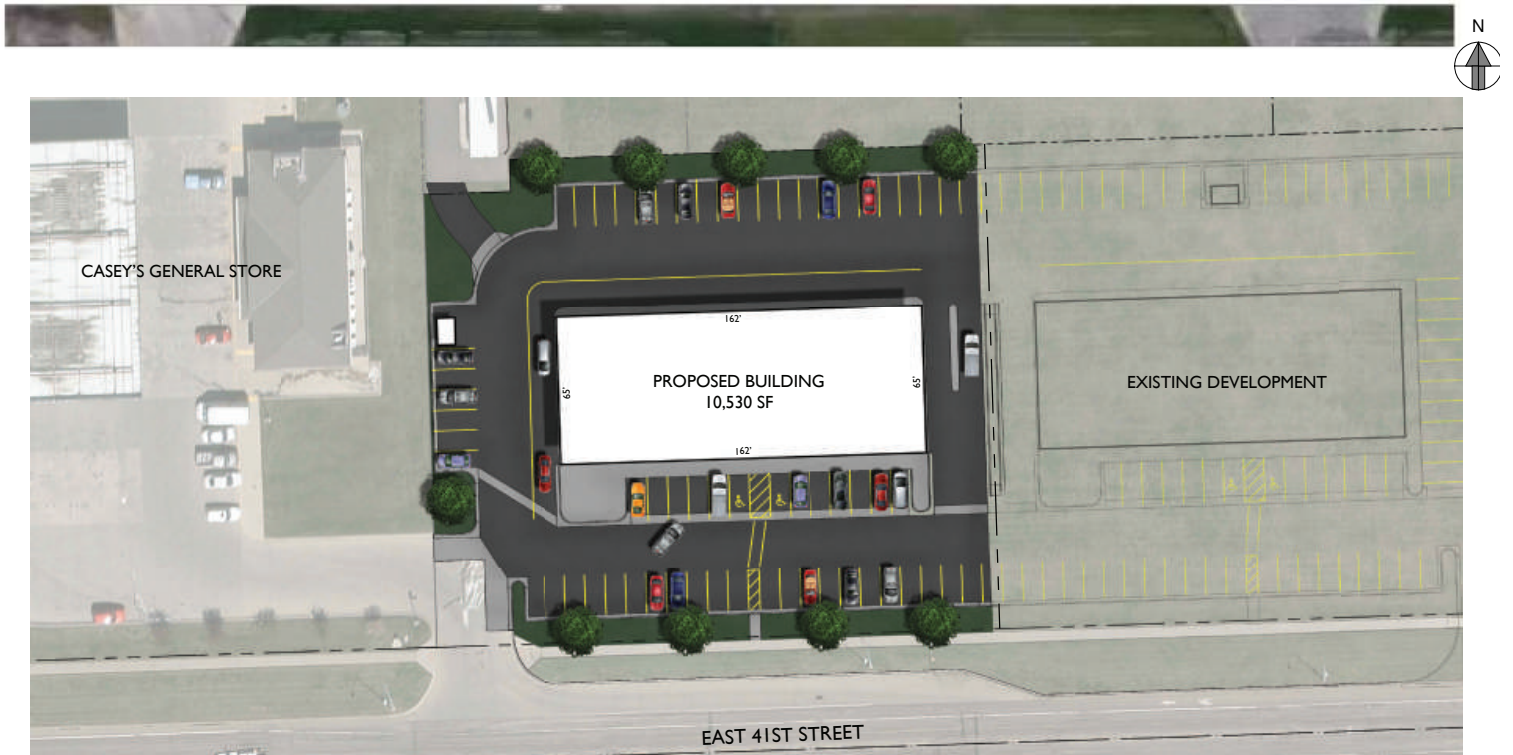 N
CASEY'S GENERAL STORE
162'
65'
PROPOSED BUILDING
10,530 SF
65'
EXISTING DEVELOPMENT
162'
EAST 41ST STREET